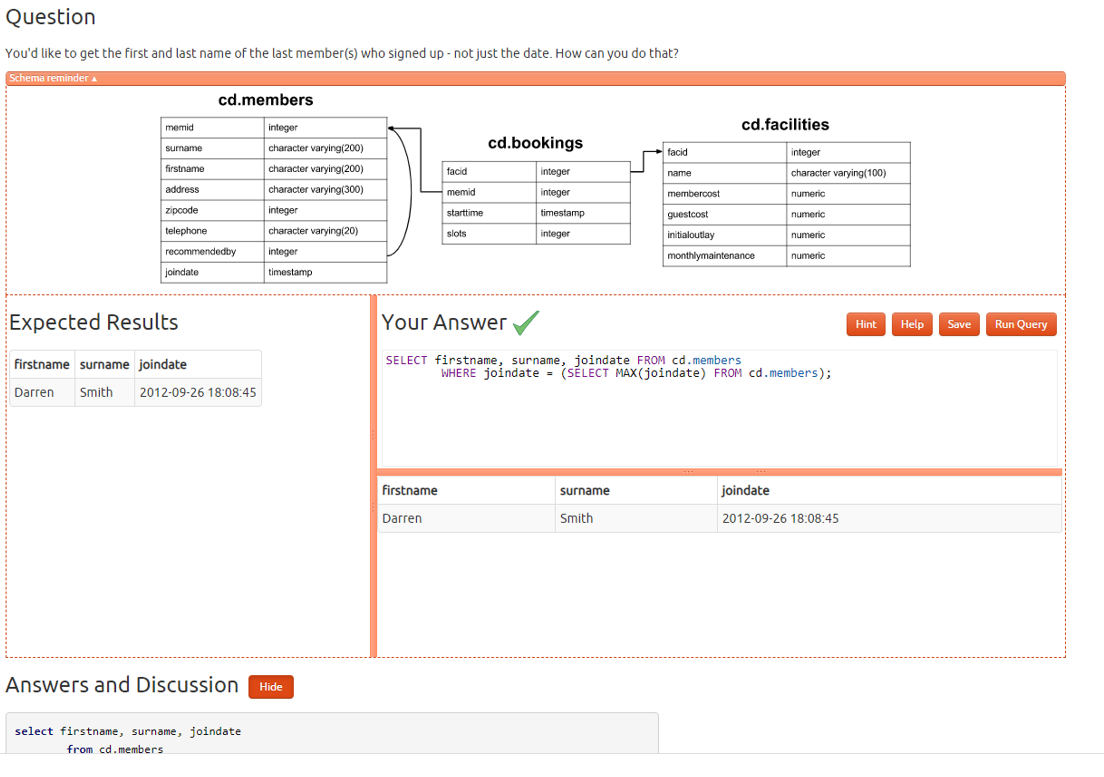 Question
You'd like to get the first and last name of the last member(s) who signed up - not just the date. How can you do that?
Schema reminder ▴
cd.members
memid integer
surname character varying(200)
firstname character varying(200)
address character varying(300)
zipcode integer
telephone character varying(20)
recommendedby integer
joindate timestamp
cd.bookings
facid integer
memid integer
starttime timestamp
slots integer
cd.facilities
facid integer
name character varying(100)
membercost numeric
guestcost numeric
initialoutlay numeric
monthlymaintenance numeric
Expected Results
firstname surname joindate
Darren Smith 2012-09-26 18:08:45
Your Answer
Hint Help Save Run Query
SELECT firstname, surname, joindate FROM cd.members
WHERE joindate = (SELECT MAX(joindate) FROM cd.members);
firstname surname joindate
Darren Smith 2012-09-26 18:08:45
Answers and Discussion Hide
select firstname, surname, joindate
from cd.members